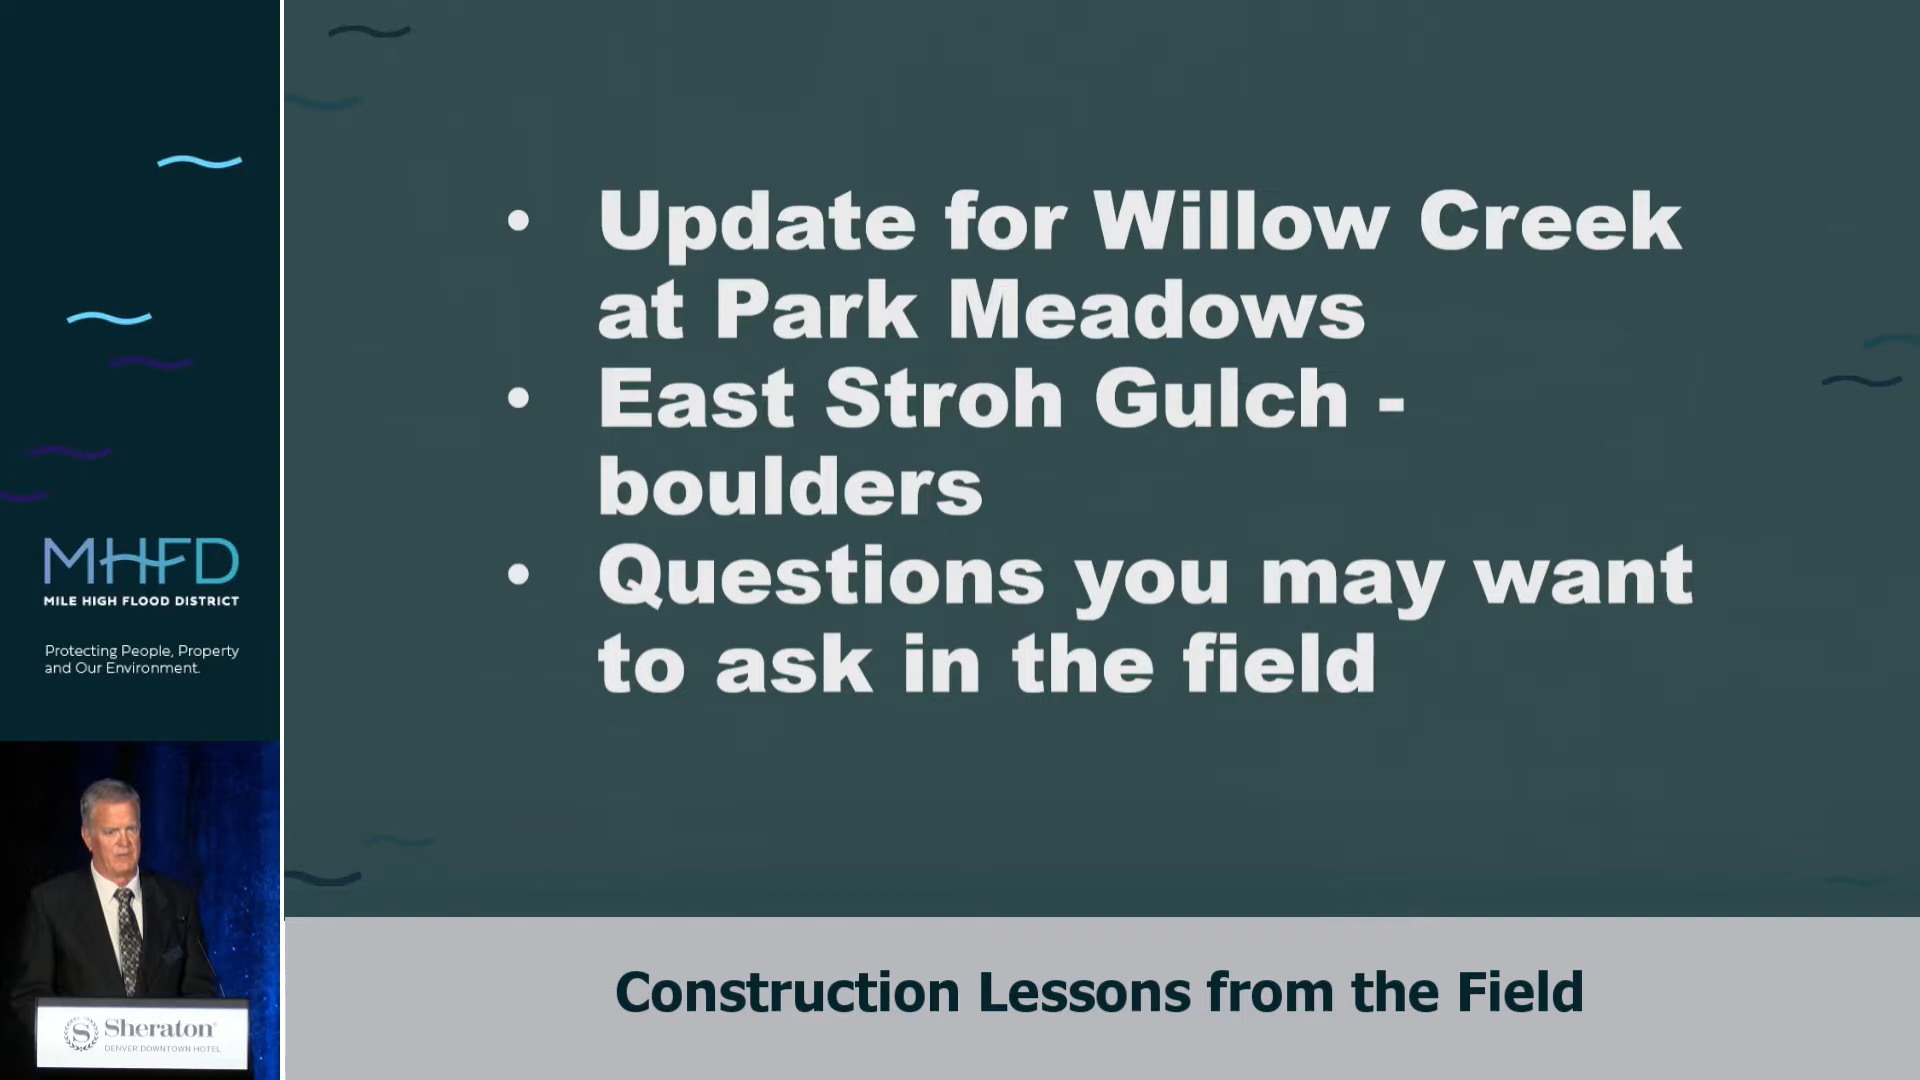 • Update for Willow Creek
at Park Meadows
• East Stroh Gulch -
boulders
• Questions you may want
to ask in the field
MHFD
MILE HIGH FLOOD DISTRICT
Protecting People, Property
and Our Environment.
S Sheraton
DENVER DOWNTOWN HOTEL
Construction Lessons from the Field